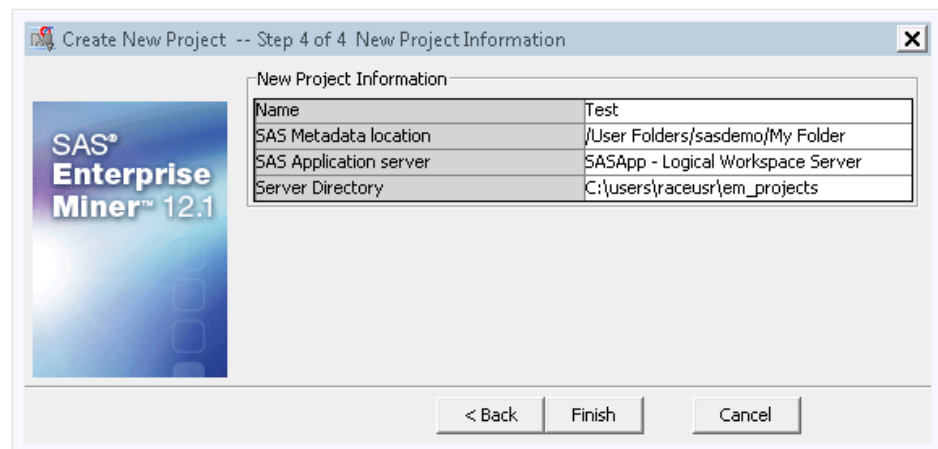 Create New Project -- Step 4 of 4 New Project Information
New Project Information
Name Test
SAS Metadata location /User Folders/sasdemo/My Folder
SAS Application server SASApp - Logical Workspace Server
Server Directory C:\users\raceusr\em_projects
SAS®
Enterprise
Miner™ 12.1
< Back Finish Cancel